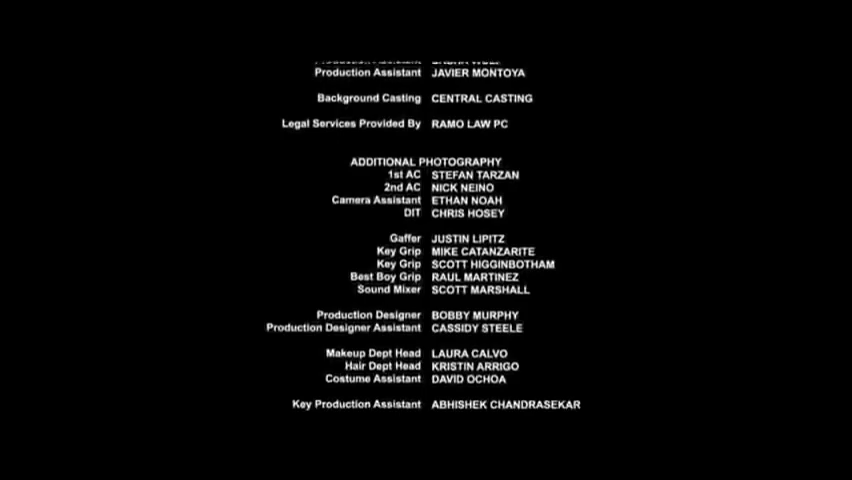 Production Assistant JAVIER MONTOYA
Background Casting CENTRAL CASTING
Legal Services Provided By RAMO LAW PC
ADDITIONAL PHOTOGRAPHY
1st AC STEFAN TARZAN
2nd AC NICK NEINO
Camera Assistant ETHAN NOAH
DIT CHRIS HOSEY
Gaffer JUSTIN LIPITZ
Key Grip MIKE CATANZARITE
Key Grip SCOTT HIGGINBOTHAM
Best Boy Grip RAUL MARTINEZ
Sound Mixer SCOTT MARSHALL
Production Designer BOBBY MURPHY
Production Designer Assistant CASSIDY STEELE
Makeup Dept Head LAURA CALVO
Hair Dept Head KRISTIN ARRIGO
Costume Assistant DAVID OCHOA
Key Production Assistant ABHISHEK CHANDRASEKAR